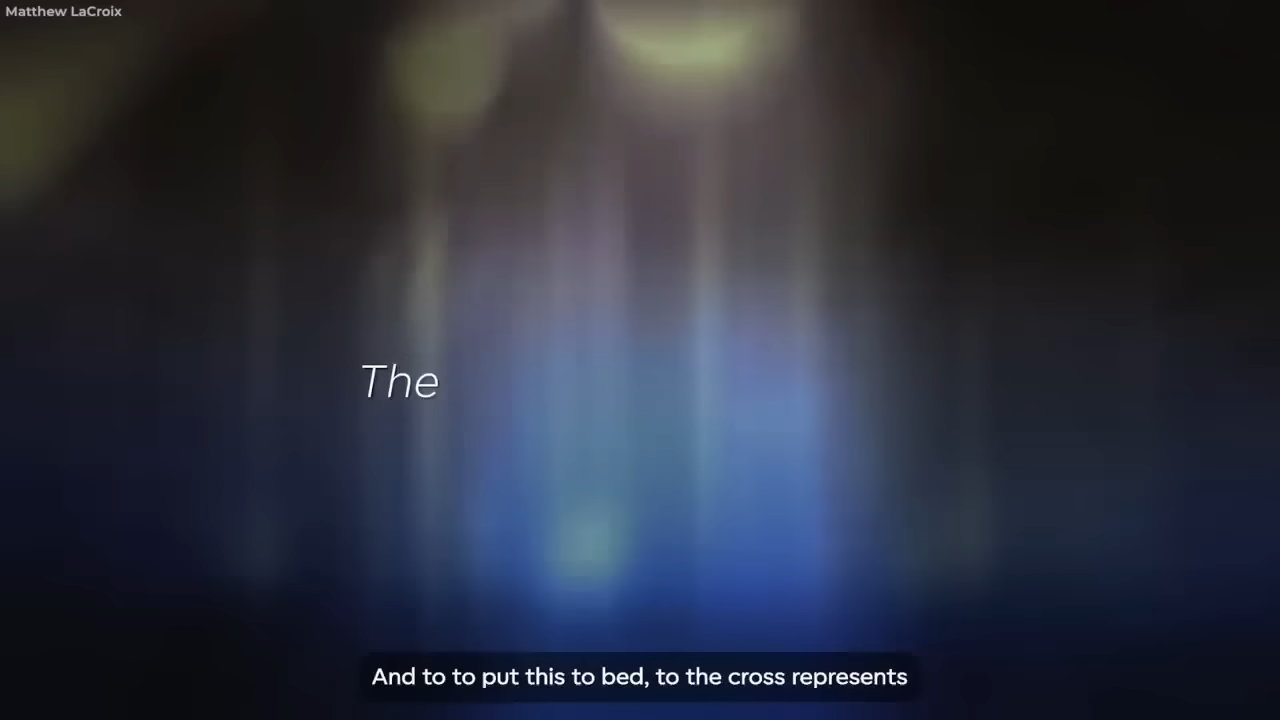 Matthew LaCroix
The
And to to put this to bed, to the cross represents